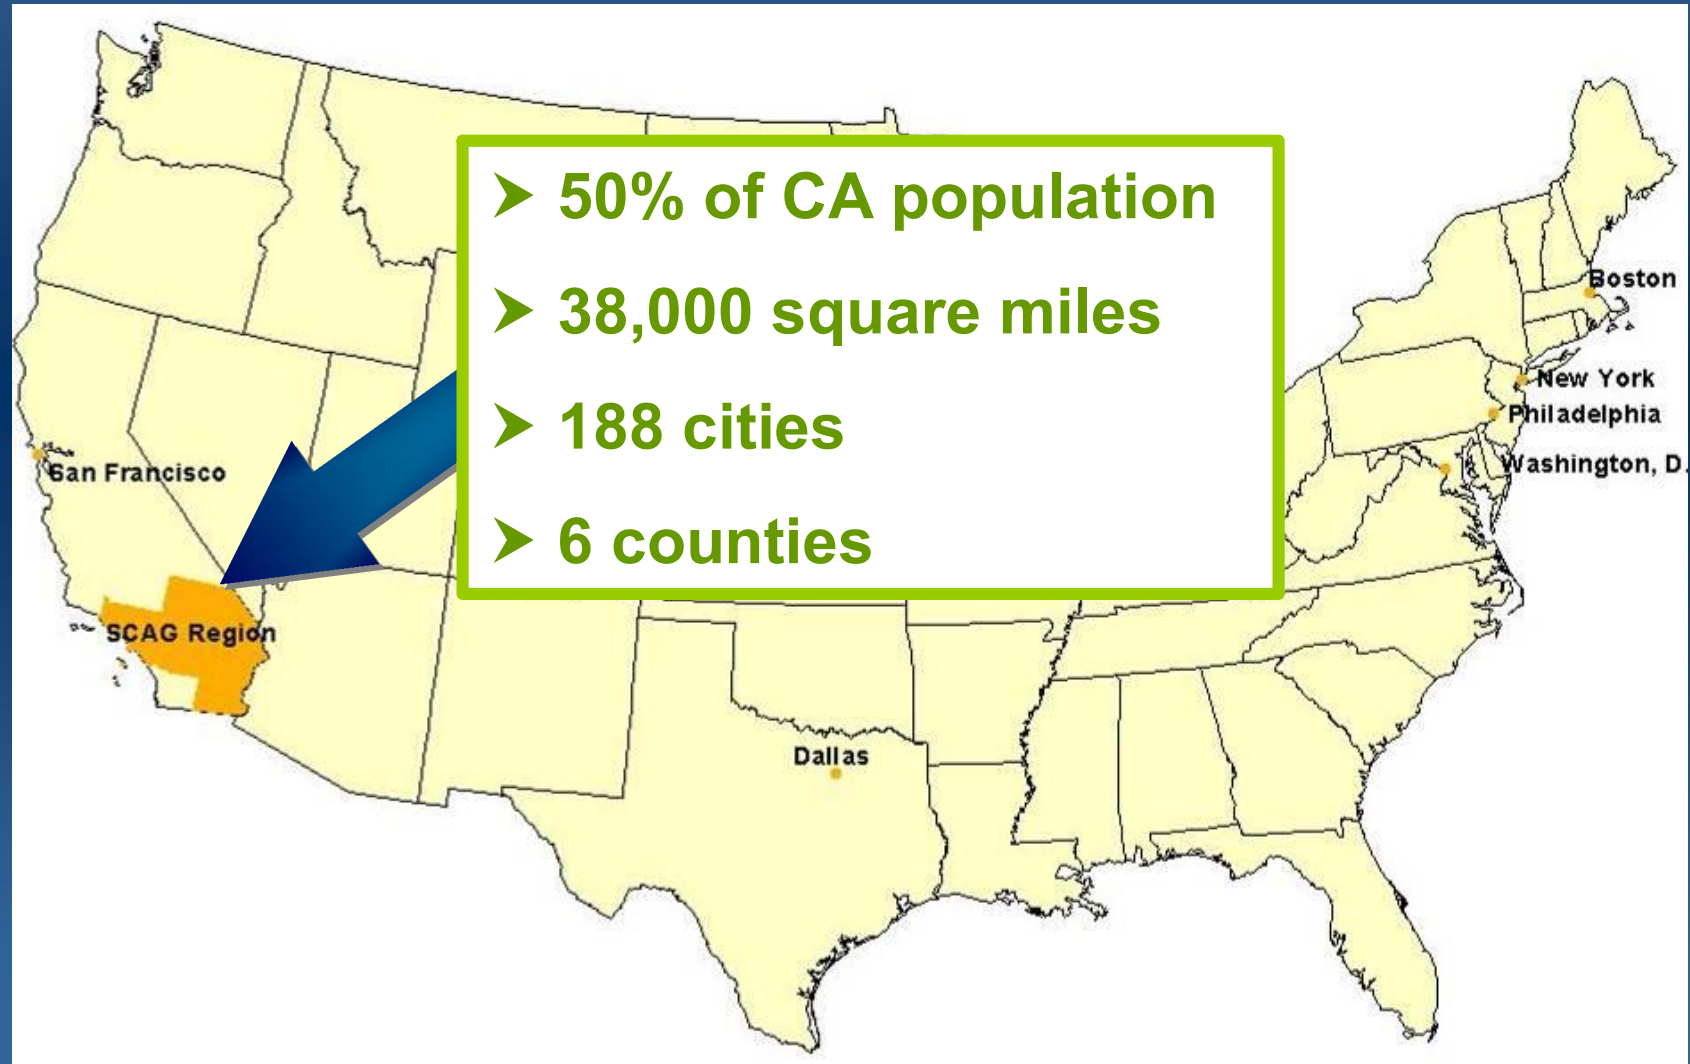 ➤ 50% of CA population
➤ 38,000 square miles
➤ 188 cities
➤ 6 counties
Boston
New York
Philadelphia
Washington, D.
San Francisco
SCAG Region
Dallas